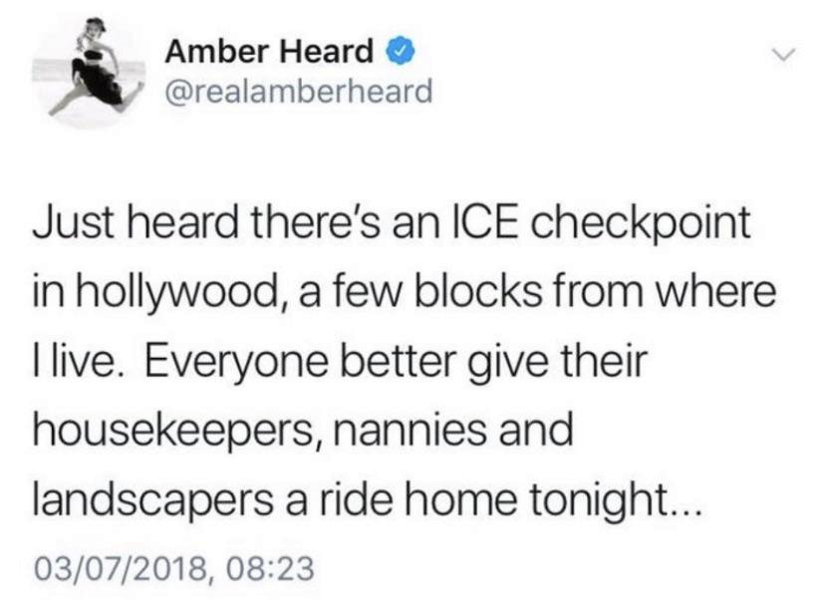 Amber Heard
@realamberheard
Just heard there's an ICE checkpoint
in hollywood, a few blocks from where
I live. Everyone better give their
housekeepers, nannies and
landscapers a ride home tonight...
03/07/2018, 08:23